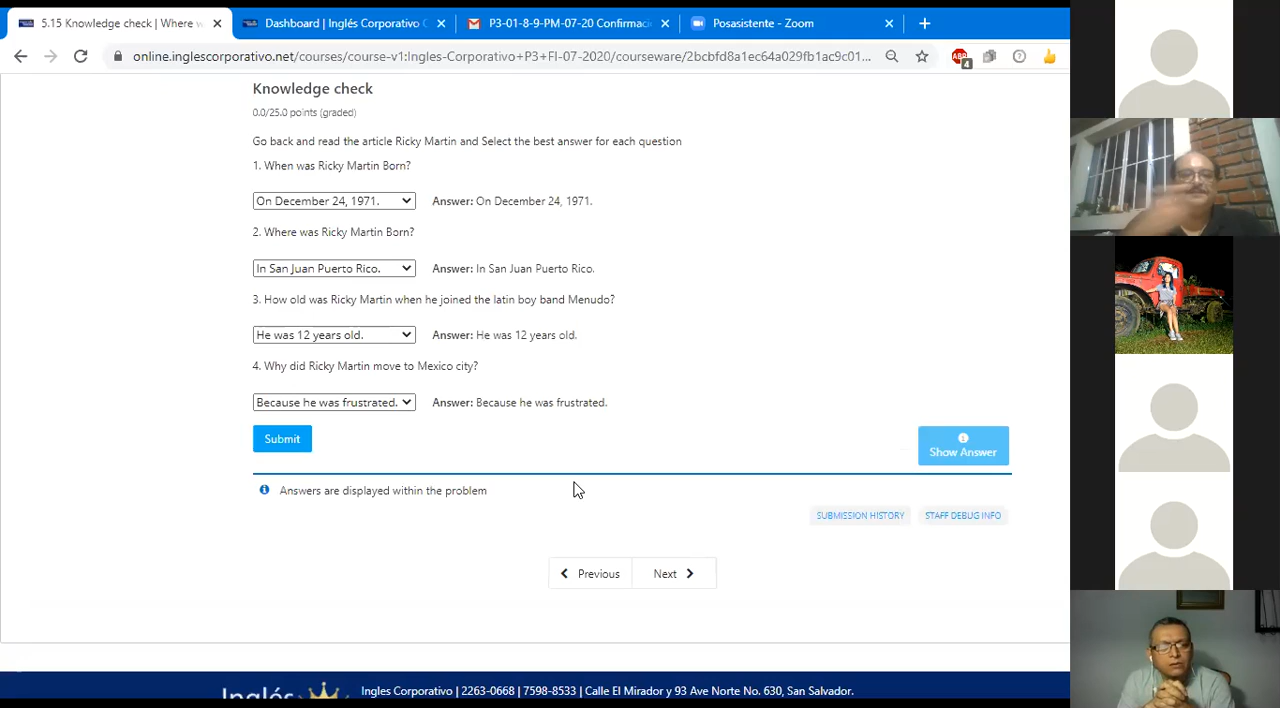 5.15 Knowledge check | Where w
Dashboard | Inglés Corporativo C
P3-01-8-9-PM-07-20 Confirmaci
Posasistente - Zoom
online.inglescorporativo.net/courses/course-v1:Ingles-Corporativo+P3+FI-07-2020/courseware/2bcbfd8a1ec64a029fb1ac9c01...
ABP
4
Knowledge check
0.0/25.0 points (graded)
Go back and read the article Ricky Martin and Select the best answer for each question
1. When was Ricky Martin Born?
On December 24, 1971. Answer: On December 24, 1971.
2. Where was Ricky Martin Born?
In San Juan Puerto Rico. Answer: In San Juan Puerto Rico.
3. How old was Ricky Martin when he joined the latin boy band Menudo?
He was 12 years old. Answer: He was 12 years old.
4. Why did Ricky Martin move to Mexico city?
Because he was frustrated. Answer: Because he was frustrated.
Submit
Show Answer
Answers are displayed within the problem
SUBMISSION HISTORY STAFF DEBUG INFO
Previous Next
Inglés
Ingles Corporativo | 2263-0668 | 7598-8533 | Calle El Mirador y 93 Ave Norte No. 630, San Salvador.